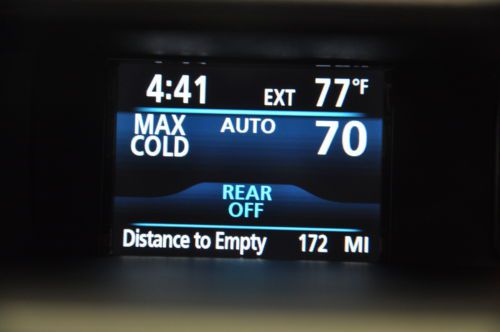 4:41 EXT 77°F
MAX COLD AUTO 70
REAR
OFF
Distance to Empty 172 MI